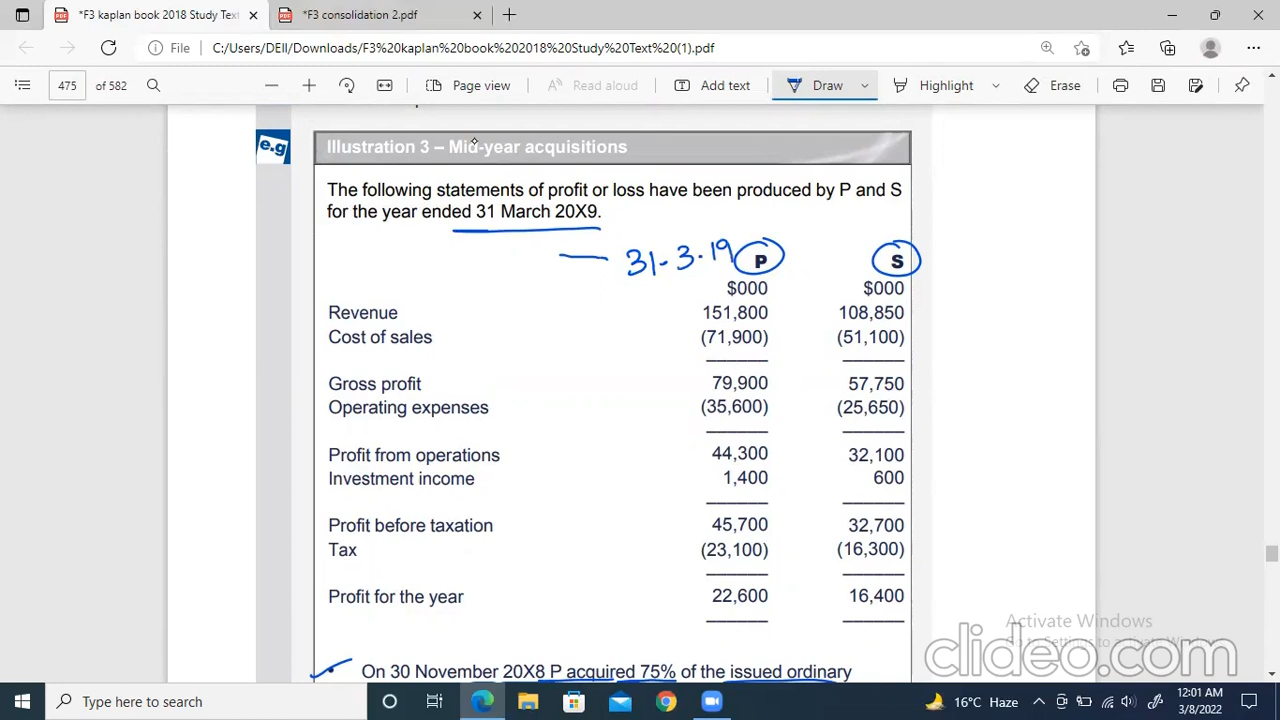 *F3 kaplan book 2018 Study Text
*F3 consolidation 2.pdf
File C:/Users/DEll/Downloads/F3%20kaplan%20book%202018%20Study%20Text%20(1).pdf
475 of 582 Page view Read aloud Add text Draw Highlight Erase
e.g
Illustration 3 – Mid-year acquisitions
The following statements of profit or loss have been produced by P and S
for the year ended 31 March 20X9.
31-3.19 P S
$000 $000
Revenue 151,800 108,850
Cost of sales (71,900) (51,100)
Gross profit 79,900 57,750
Operating expenses (35,600) (25,650)
Profit from operations 44,300 32,100
Investment income 1,400 600
Profit before taxation 45,700 32,700
Tax (23,100) (16,300)
Profit for the year 22,600 16,400
Activate Windows
clideo.com
• On 30 November 20X8 P acquired 75% of the issued ordinary
Type here to search
16°C Haze
12:01 AM
3/8/2022